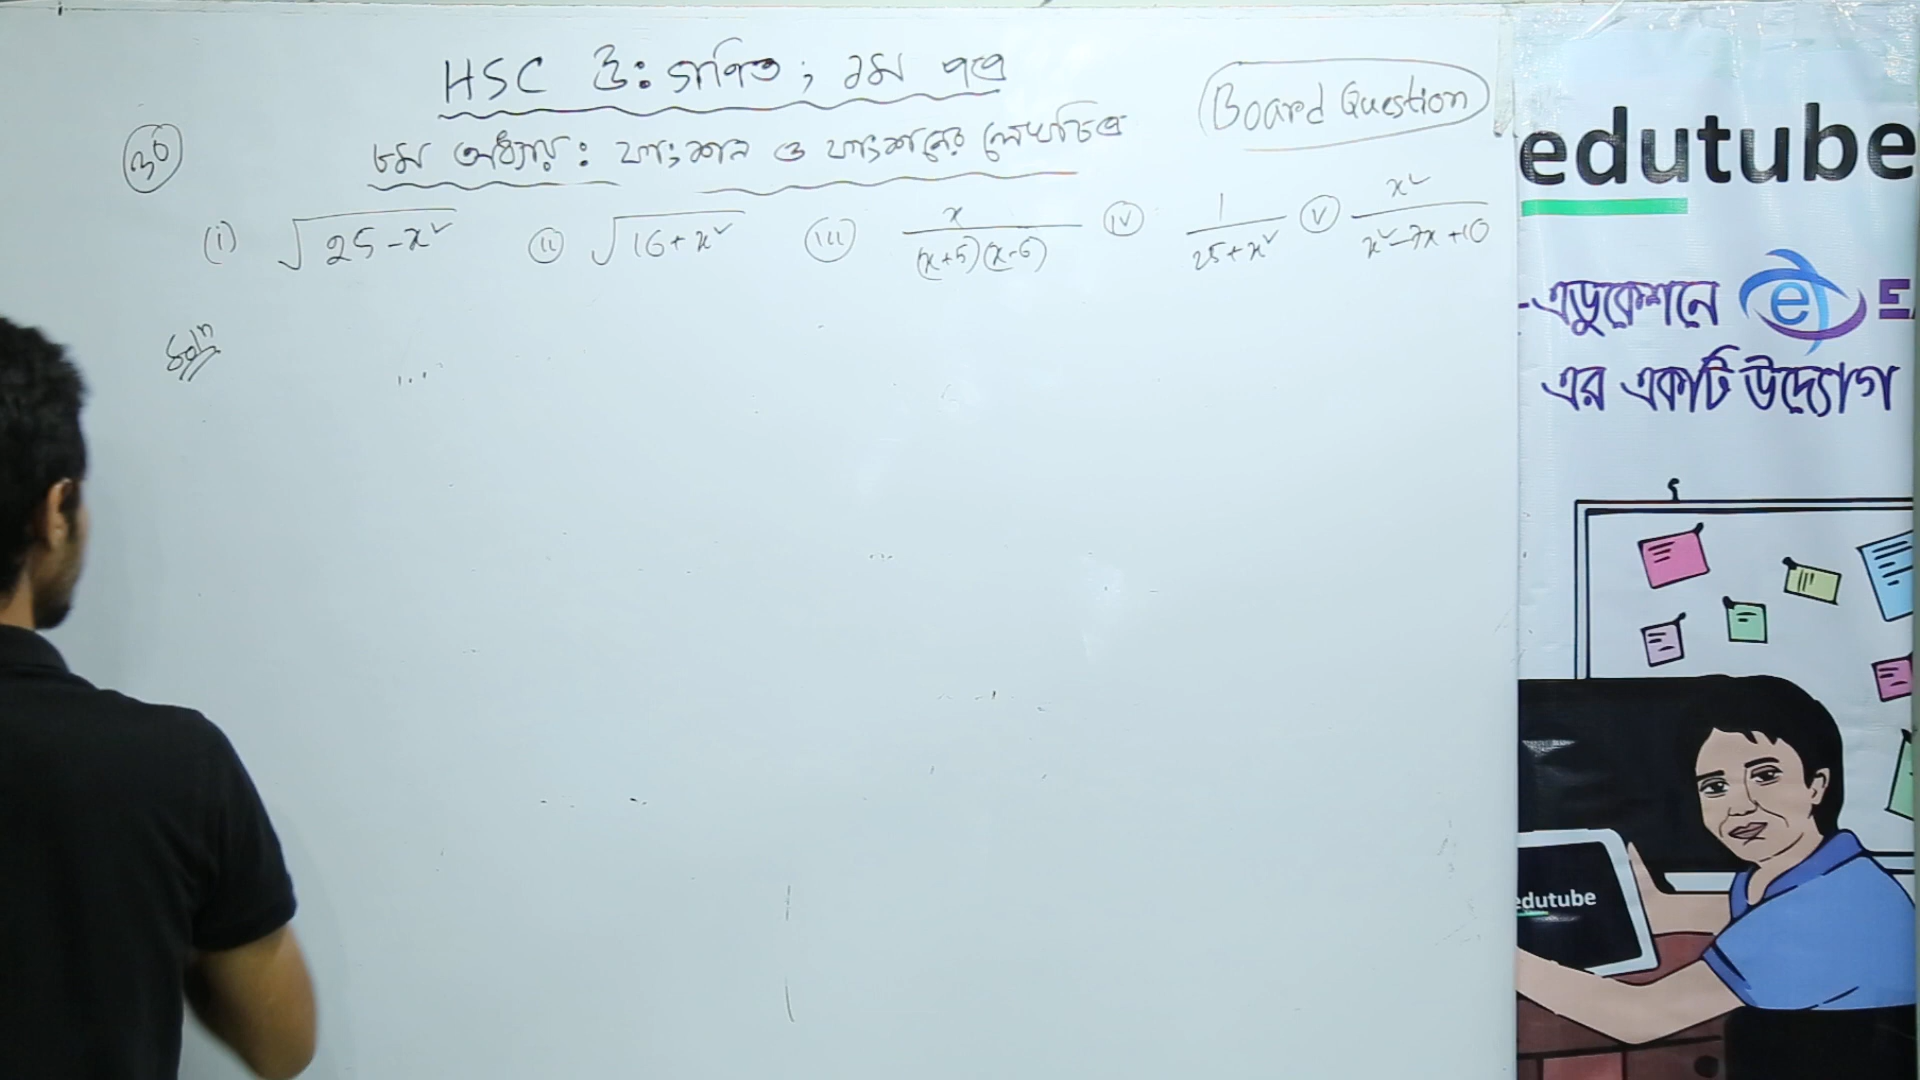 HSC উ: গণিত ; ১ম পত্র
Board Question
৩৬
৮ম অধ্যায় : ফাংশন ও ফাংশনের লেখচিত্র
(i) √(25-x²) (ii) √(16+x²) (iii) x/((x+5)(x-6)) (iv) 1/(25+x²) (v) x²/(x²-7x+10)
Solⁿ
edutube
-এডুকেশনে e
এর একটি উদ্যোগ
edutube